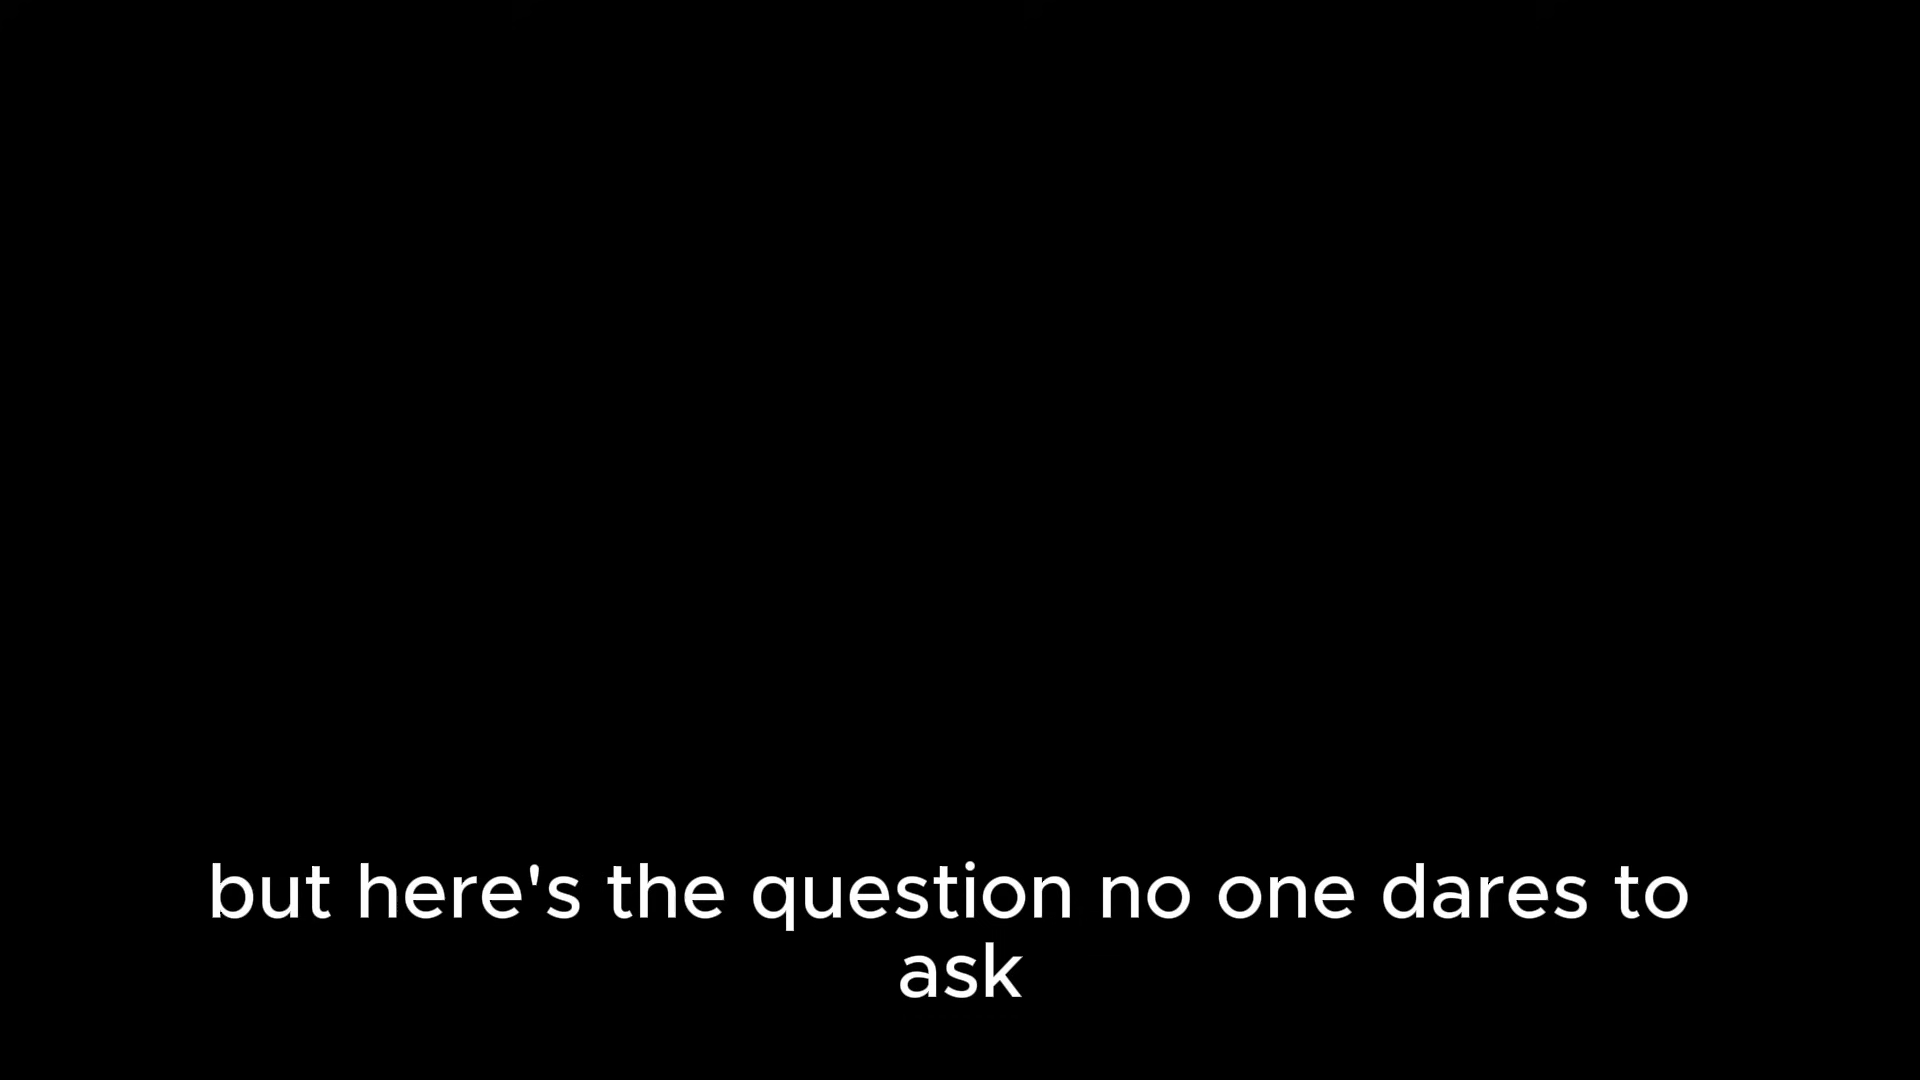 but here's the question no one dares to
ask